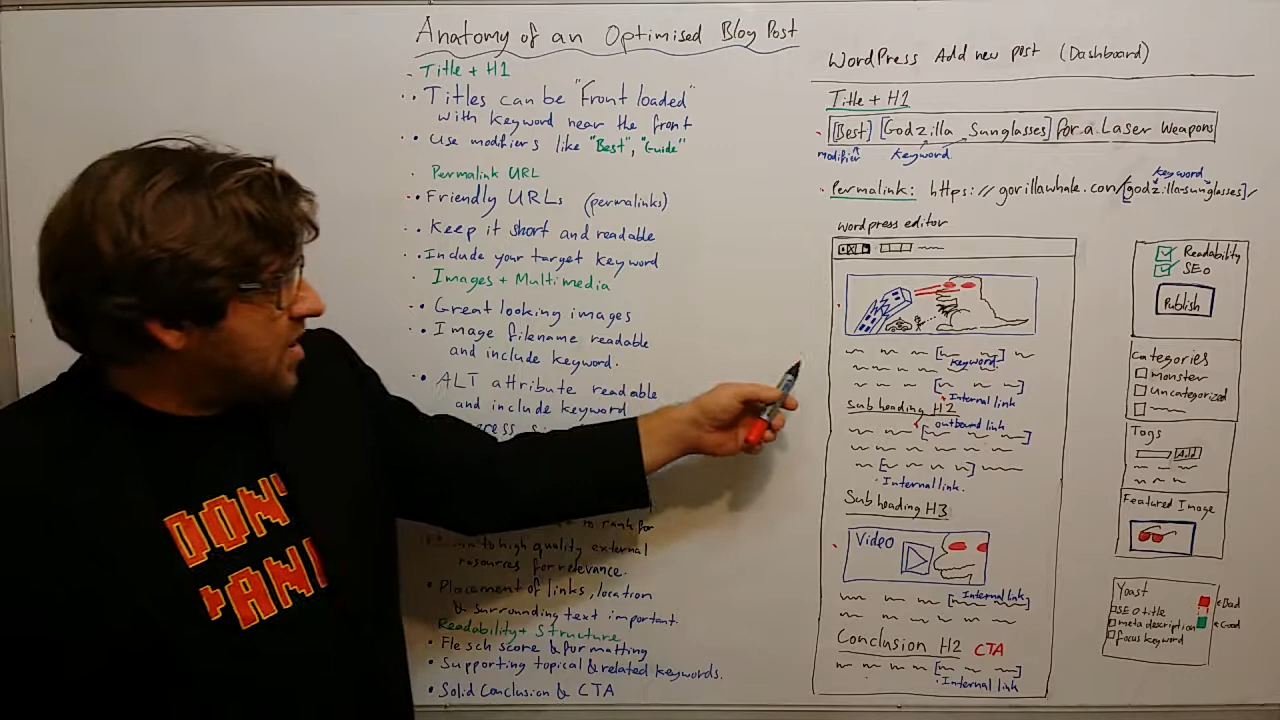 Anatomy of an Optimised Blog Post
Title + H1
Titles can be "Front loaded"
with keyword near the front
Use modifiers like "Best", "Guide"
Permalink URL
Friendly URLs (permalinks)
Keep it short and readable
Include your target keyword
Images + Multimedia
Great looking images
Image filename readable
and include keyword.
ALT attribute readable
and include keyword
to rank for
to high quality external
resources for relevance.
Placement of links, location
& surrounding text important.
Readability + Structure
Flesch score & formatting
Supporting topical & related keywords.
Solid Conclusion & CTA
WordPress Add new post (Dashboard)
Title + H1
[Best] [Godzilla Sunglasses] for a Laser Weapons
modifier keyword
keyword
Permalink: https://gorillawhale.com/[godzilla-sunglasses]/
wordpress editor
keyword
Internal link
Sub heading H2
outbound link
Internal link.
Sub heading H3
Video
Internal link
Conclusion H2 CTA
Internal link
Readability
SEO
Publish
Categories
Monster
Uncategorized
Tags
Add
Featured Image
Yoast
SEO title
meta description
focus keyword
Bad
Good
DON'T
PANI